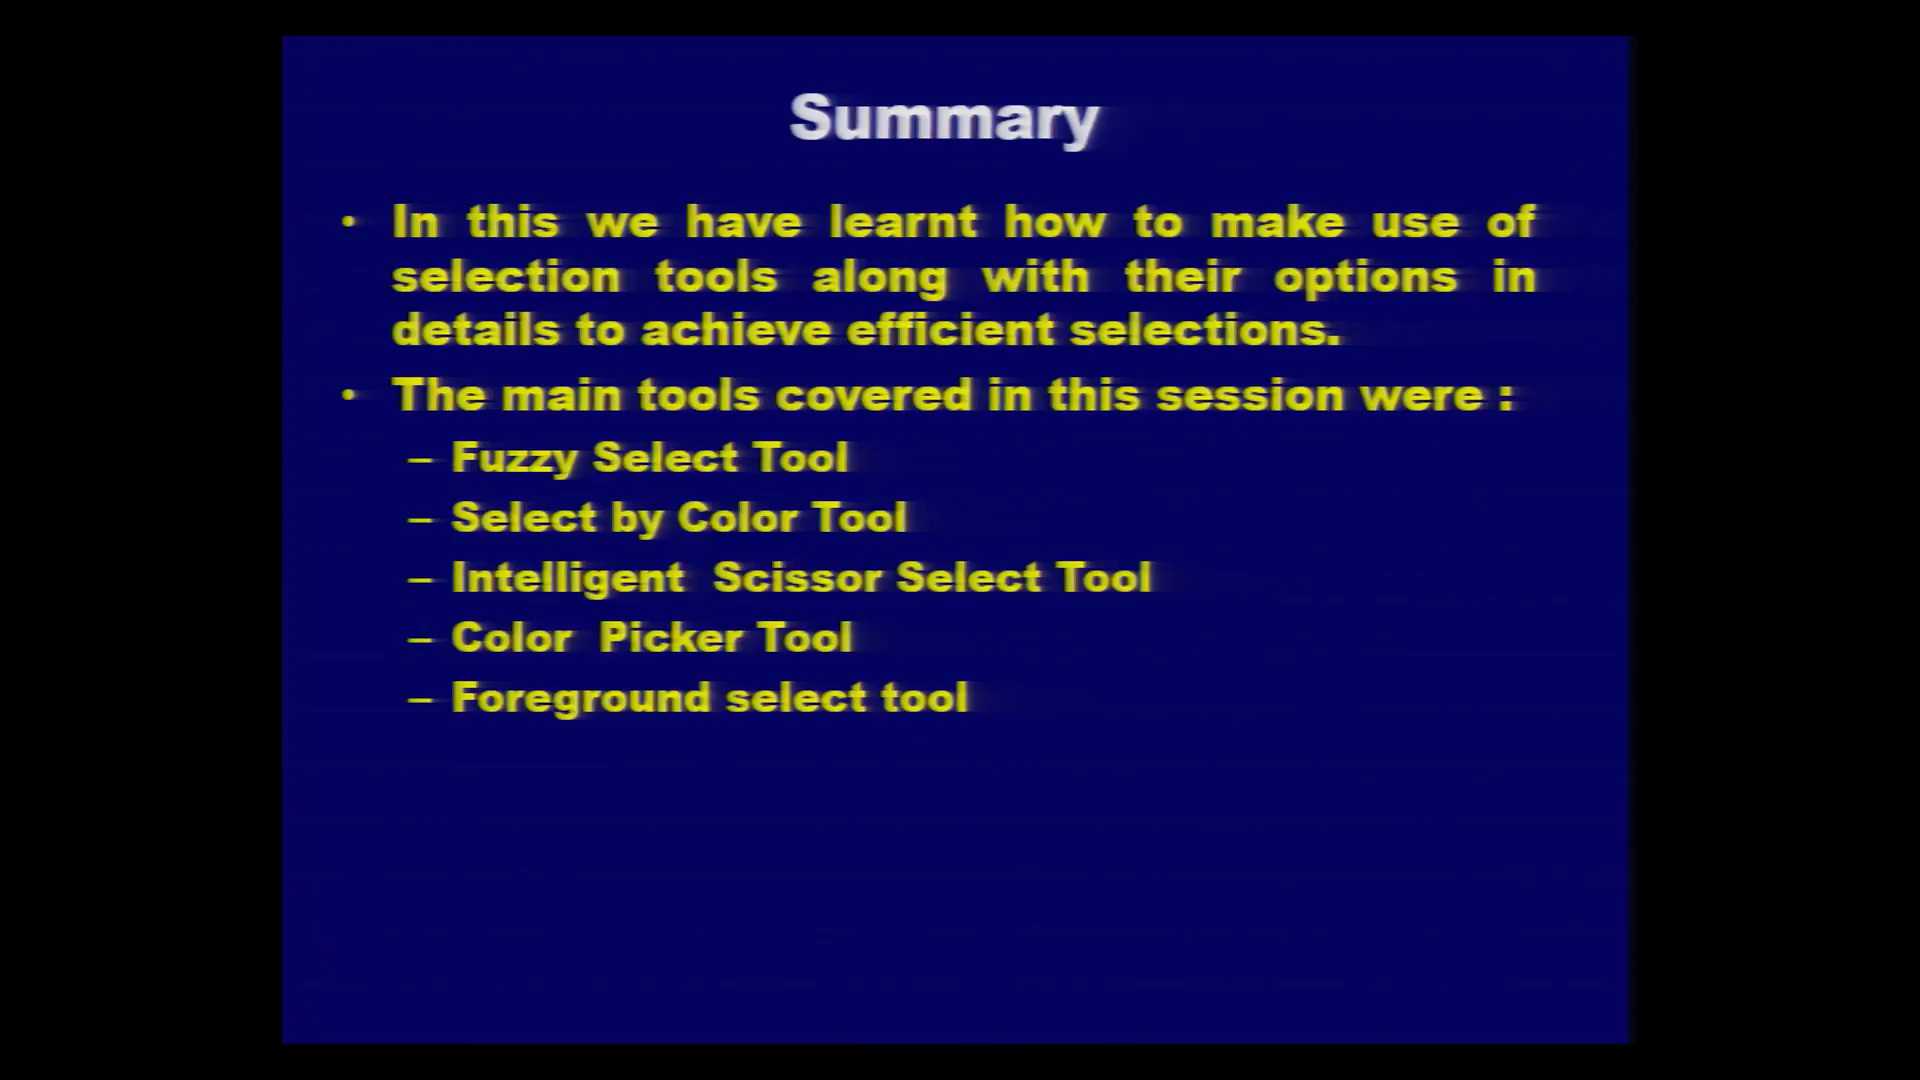 Summary
• In this we have learnt how to make use of
selection tools along with their options in
details to achieve efficient selections.
• The main tools covered in this session were :
– Fuzzy Select Tool
– Select by Color Tool
– Intelligent  Scissor Select Tool
– Color  Picker Tool
– Foreground select tool